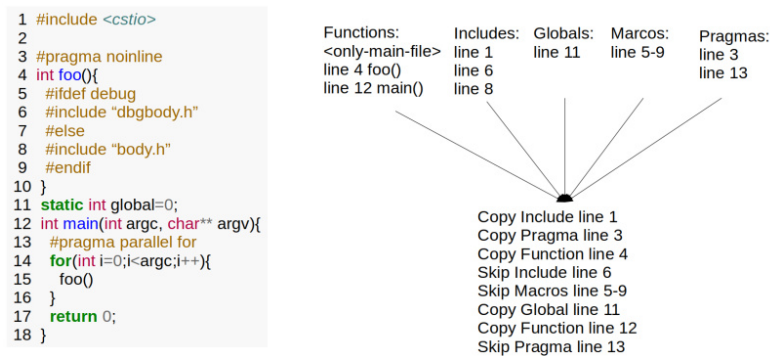 1 #include <cstio>
2
3 #pragma noinline
4 int foo(){
5 #ifdef debug
6 #include “dbgbody.h”
7 #else
8 #include “body.h”
9 #endif
10 }
11 static int global=0;
12 int main(int argc, char** argv){
13 #pragma parallel for
14 for(int i=0;i<argc;i++){
15 foo()
16 }
17 return 0;
18 }
Functions:
<only-main-file>
line 4 foo()
line 12 main()
Includes:
line 1
line 6
line 8
Globals:
line 11
Marcos:
line 5-9
Pragmas:
line 3
line 13
Copy Include line 1
Copy Pragma line 3
Copy Function line 4
Skip Include line 6
Skip Macros line 5-9
Copy Global line 11
Copy Function line 12
Skip Pragma line 13